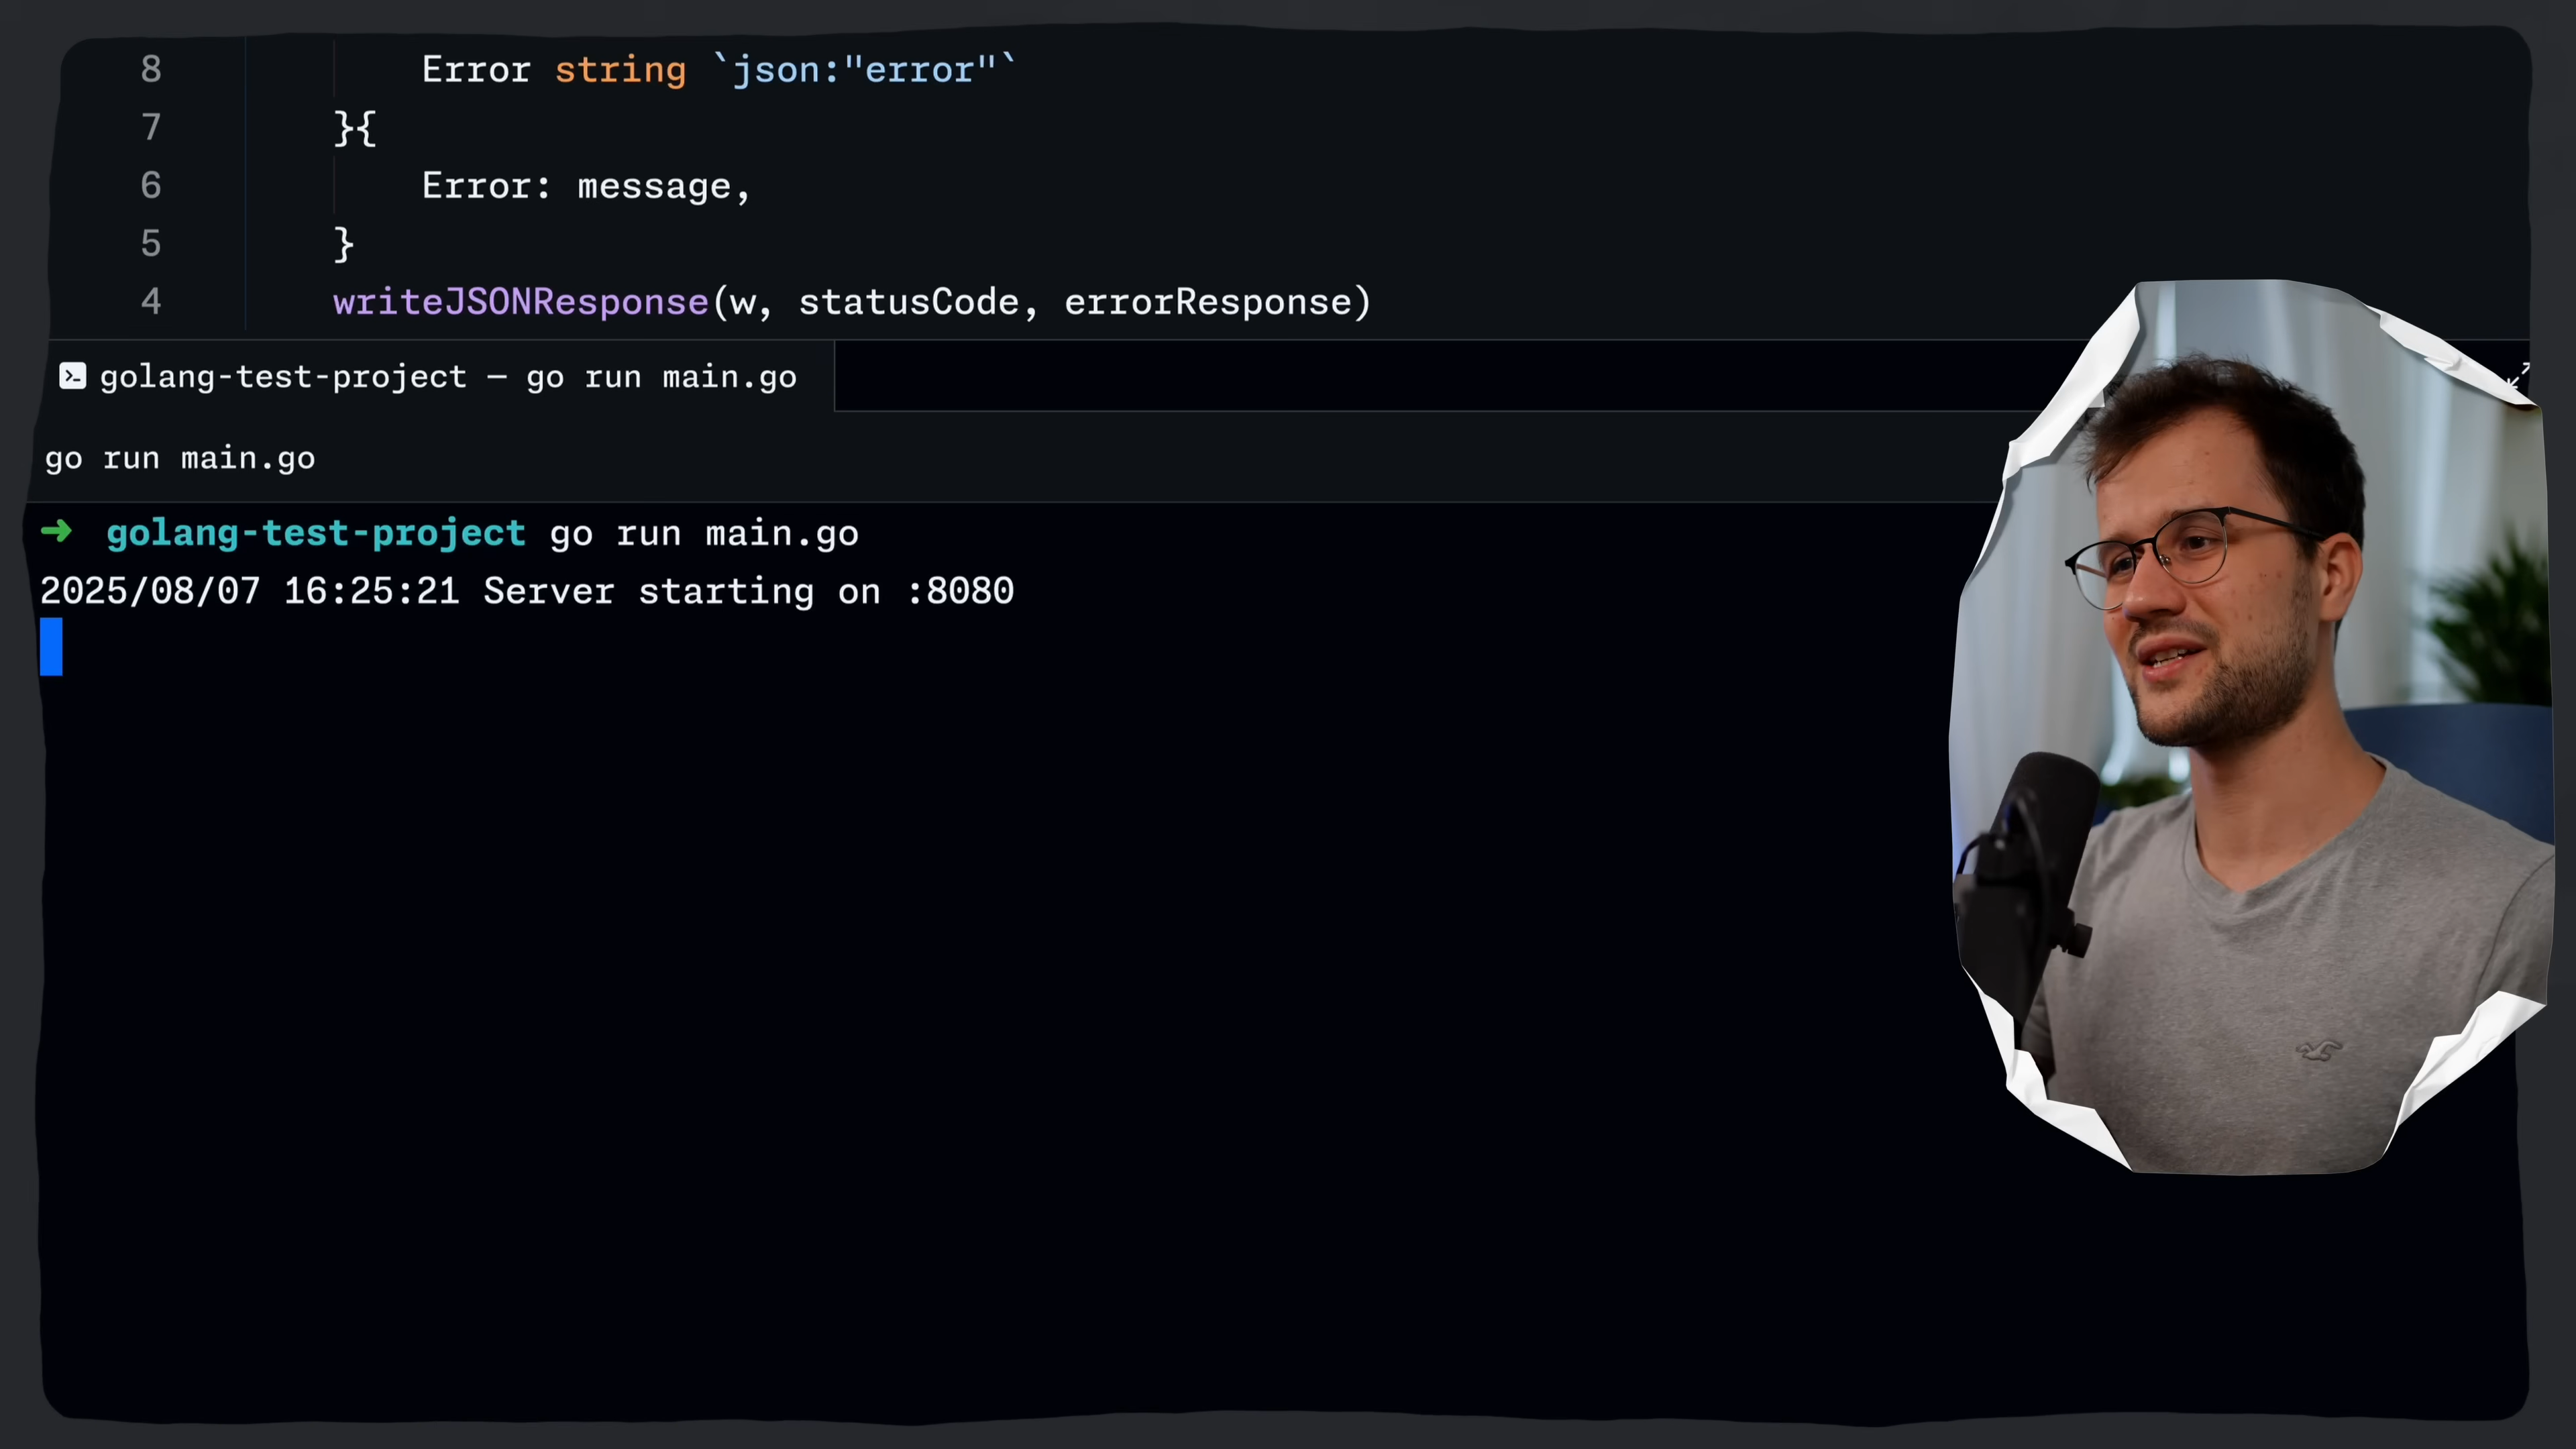 8 Error string `json:"error"`
7 }{
6 Error: message,
5 }
4 writeJSONResponse(w, statusCode, errorResponse)
golang-test-project — go run main.go
go run main.go
➜ golang-test-project go run main.go
2025/08/07 16:25:21 Server starting on :8080